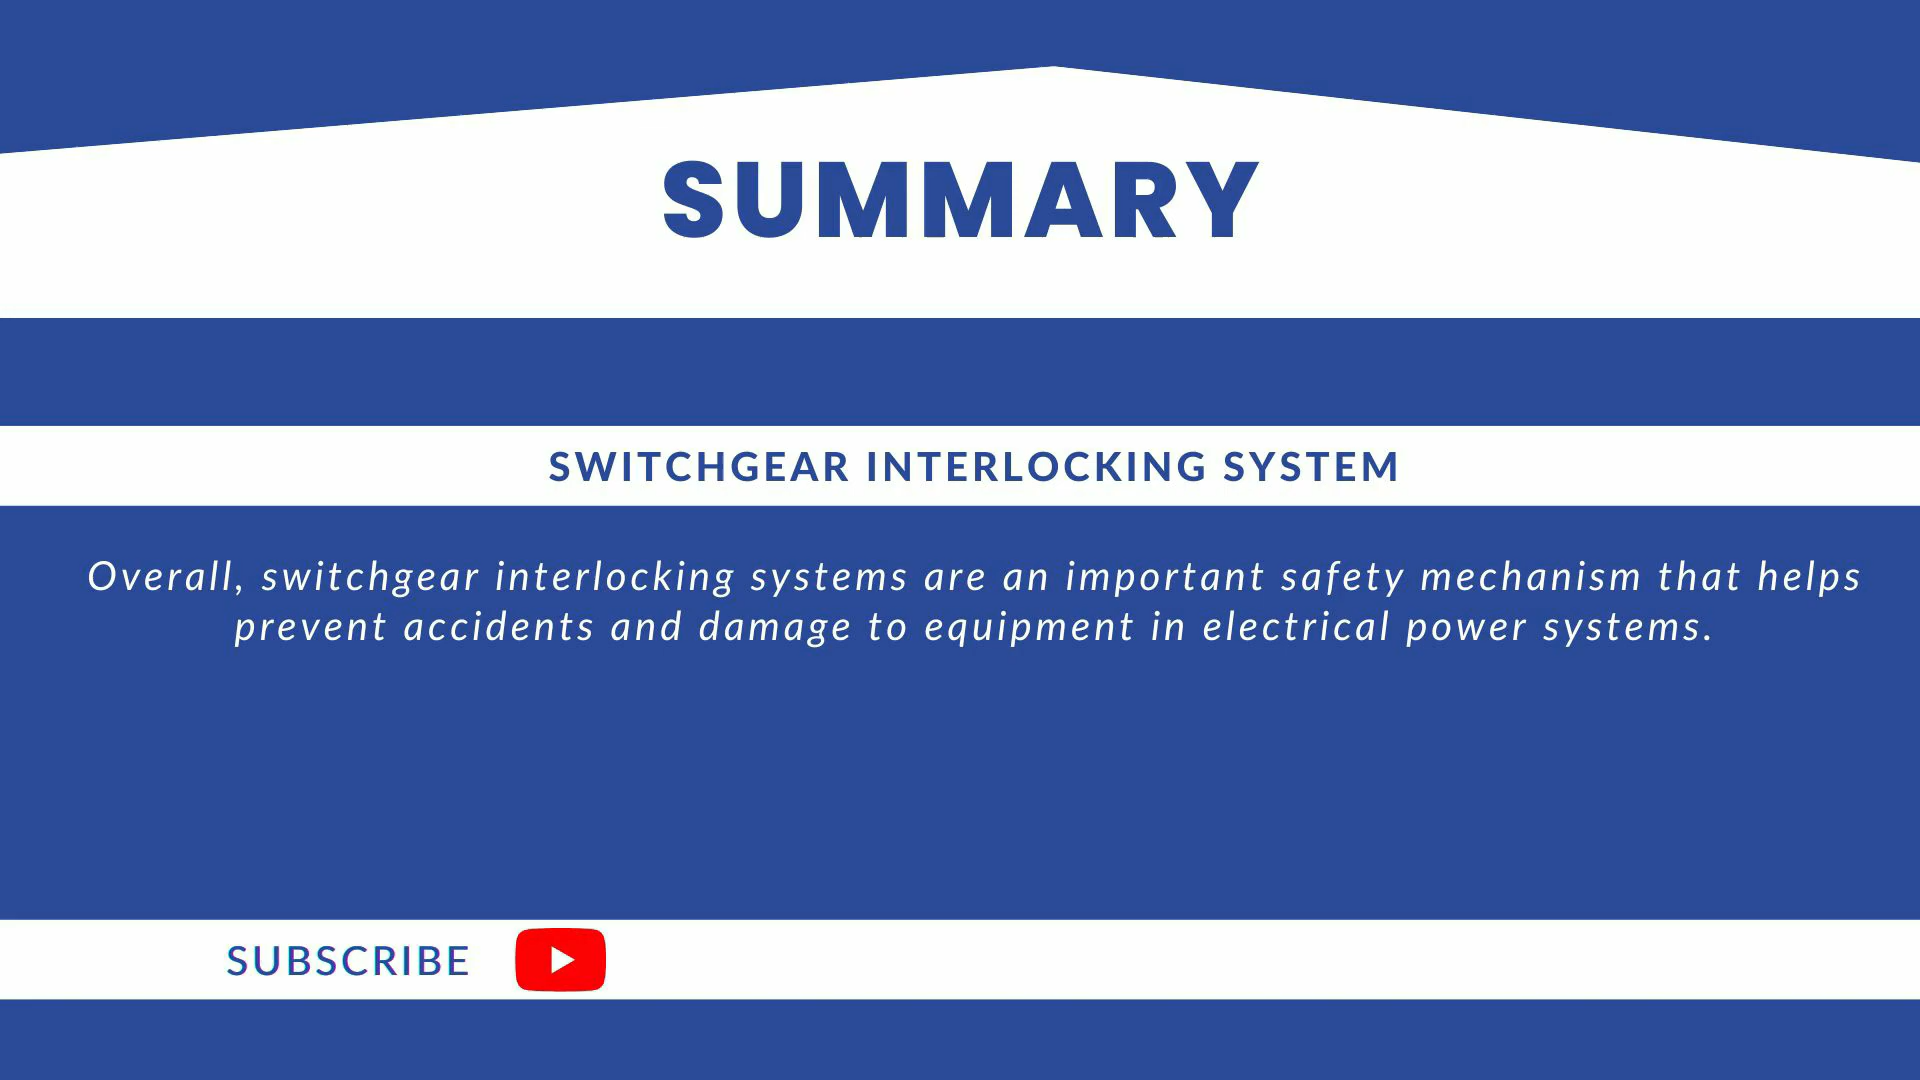 SUMMARY
SWITCHGEAR INTERLOCKING SYSTEM
Overall, switchgear interlocking systems are an important safety mechanism that helps
prevent accidents and damage to equipment in electrical power systems.
SUBSCRIBE